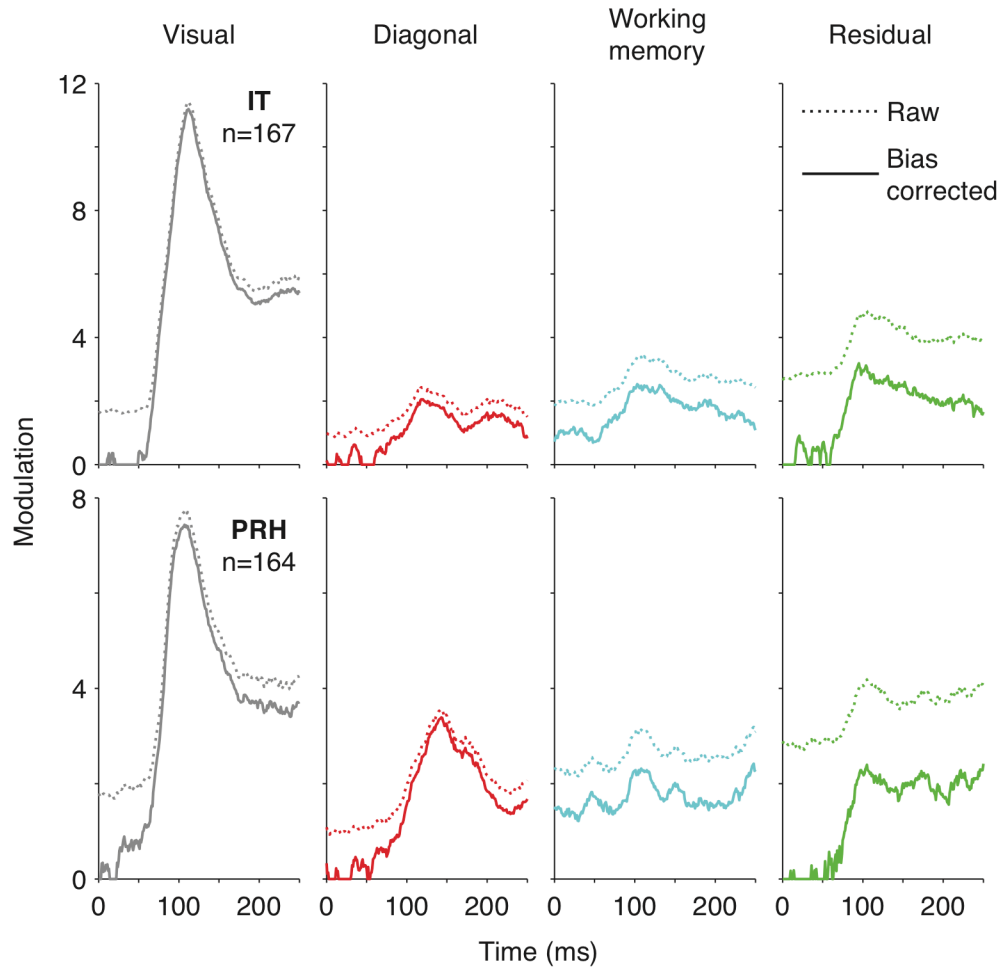 Visual
Diagonal
Working
memory
Residual
12
8
4
0
IT
n=167
Raw
Bias
corrected
Modulation
8
4
0
PRH
n=164
0 100 200
0 100 200
0 100 200
0 100 200
Time (ms)